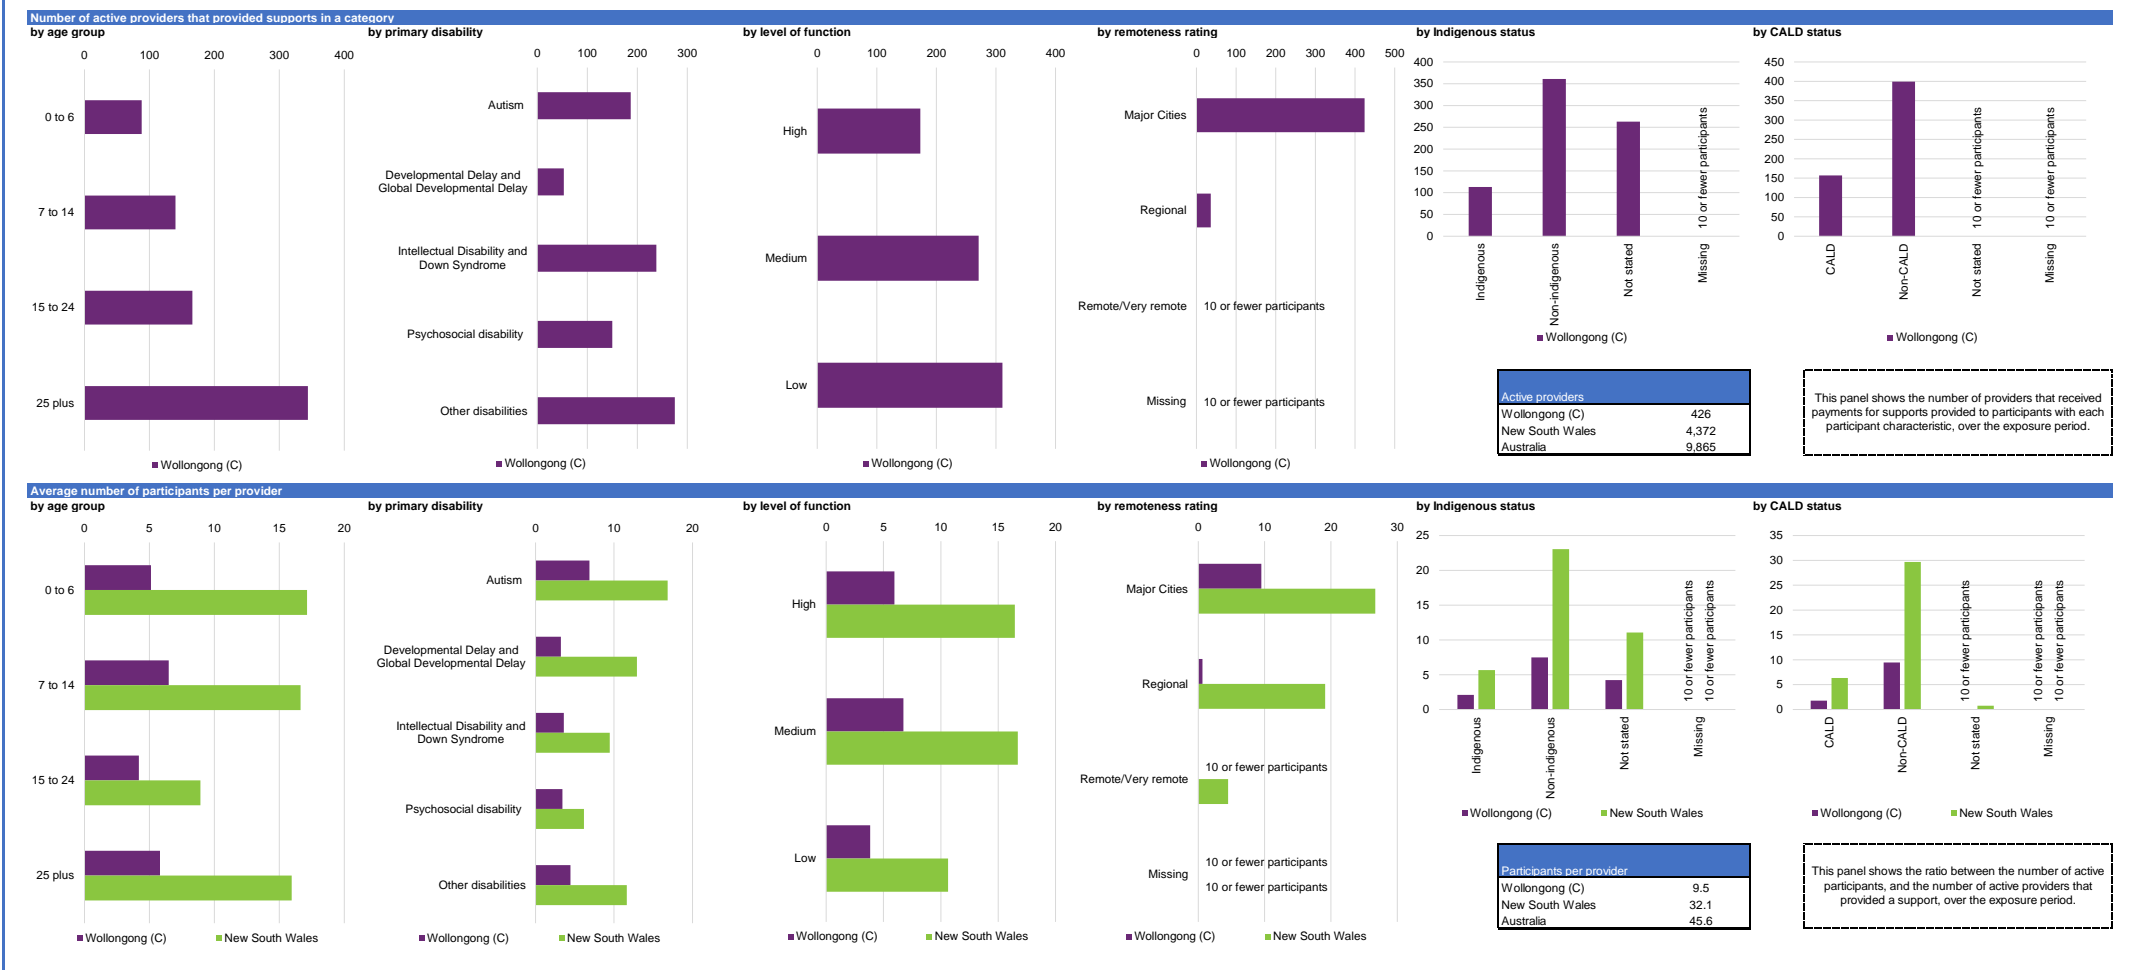 Number of active providers that provided supports in a category
by age group
0 100 200 300 400
0 to 6
7 to 14
15 to 24
25 plus
Wollongong (C)
by primary disability
0 100 200 300
Autism
Developmental Delay and
Global Developmental Delay
Intellectual Disability and
Down Syndrome
Psychosocial disability
Other disabilities
Wollongong (C)
by level of function
0 100 200 300 400
High
Medium
Low
Wollongong (C)
by remoteness rating
0 100 200 300 400 500
Major Cities
Regional
Remote/Very remote 10 or fewer participants
Missing 10 or fewer participants
Wollongong (C)
by Indigenous status
400
350
300
250
200
150
100
50
0
10 or fewer participants
Indigenous
Non-indigenous
Not stated
Missing
Wollongong (C)
by CALD status
450
400
350
300
250
200
150
100
50
0
10 or fewer participants
10 or fewer participants
CALD
Non-CALD
Not stated
Missing
Wollongong (C)
Active providers
Wollongong (C) 426
New South Wales 4,372
Australia 9,865
This panel shows the number of providers that received
payments for supports provided to participants with each
participant characteristic, over the exposure period.
Average number of participants per provider
by age group
0 5 10 15 20
0 to 6
7 to 14
15 to 24
25 plus
Wollongong (C) New South Wales
by primary disability
0 10 20
Autism
Developmental Delay and
Global Developmental Delay
Intellectual Disability and
Down Syndrome
Psychosocial disability
Other disabilities
Wollongong (C) New South Wales
by level of function
0 5 10 15 20
High
Medium
Low
Wollongong (C) New South Wales
by remoteness rating
0 10 20 30
Major Cities
Regional
10 or fewer participants
Remote/Very remote
10 or fewer participants
Missing
10 or fewer participants
Wollongong (C) New South Wales
by Indigenous status
25
20
15
10
5
0
10 or fewer participants
10 or fewer participants
Indigenous
Non-indigenous
Not stated
Missing
Wollongong (C) New South Wales
by CALD status
35
30
25
20
15
10
5
0
10 or fewer participants
10 or fewer participants
10 or fewer participants
CALD
Non-CALD
Not stated
Missing
Wollongong (C) New South Wales
Participants per provider
Wollongong (C) 9.5
New South Wales 32.1
Australia 45.6
This panel shows the ratio between the number of active
participants, and the number of active providers that
provided a support, over the exposure period.